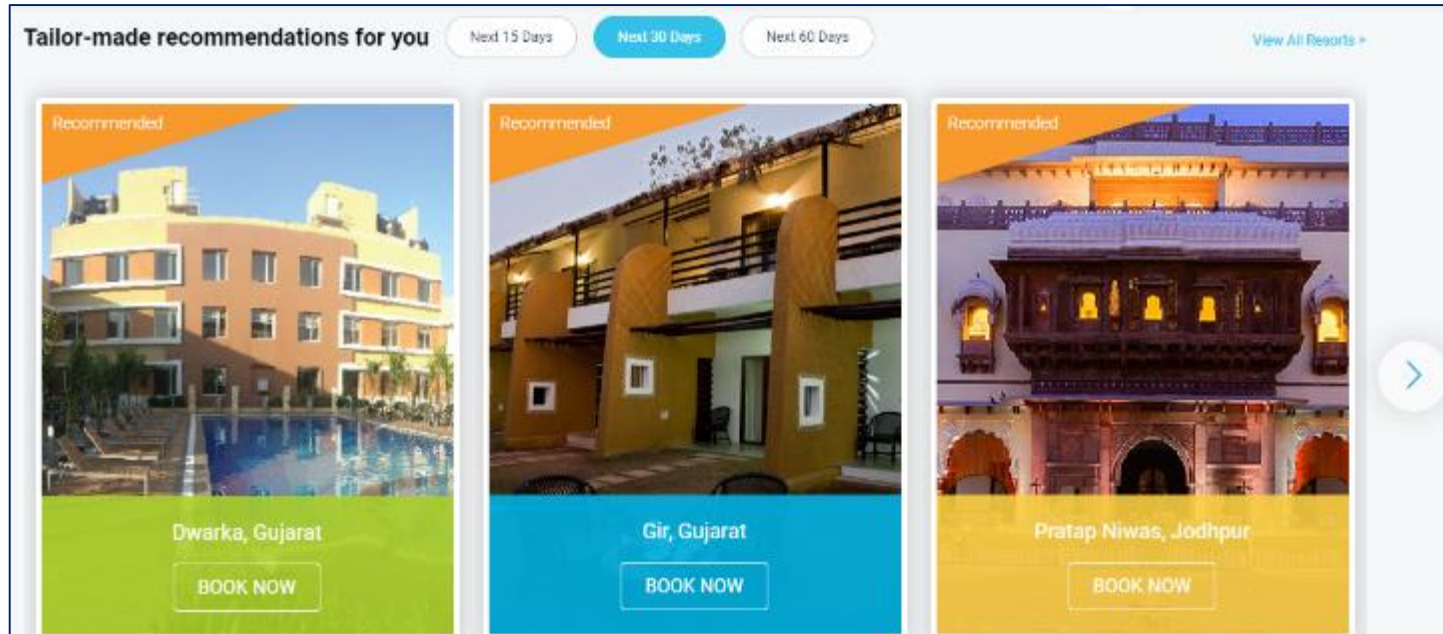 Tailor-made recommendations for you
Next 15 Days
Next 30 Days
Next 60 Days
View All Resorts >
Recommended
Dwarka, Gujarat
BOOK NOW
Recommended
Gir, Gujarat
BOOK NOW
Recommended
Pratap Niwas, Jodhpur
BOOK NOW